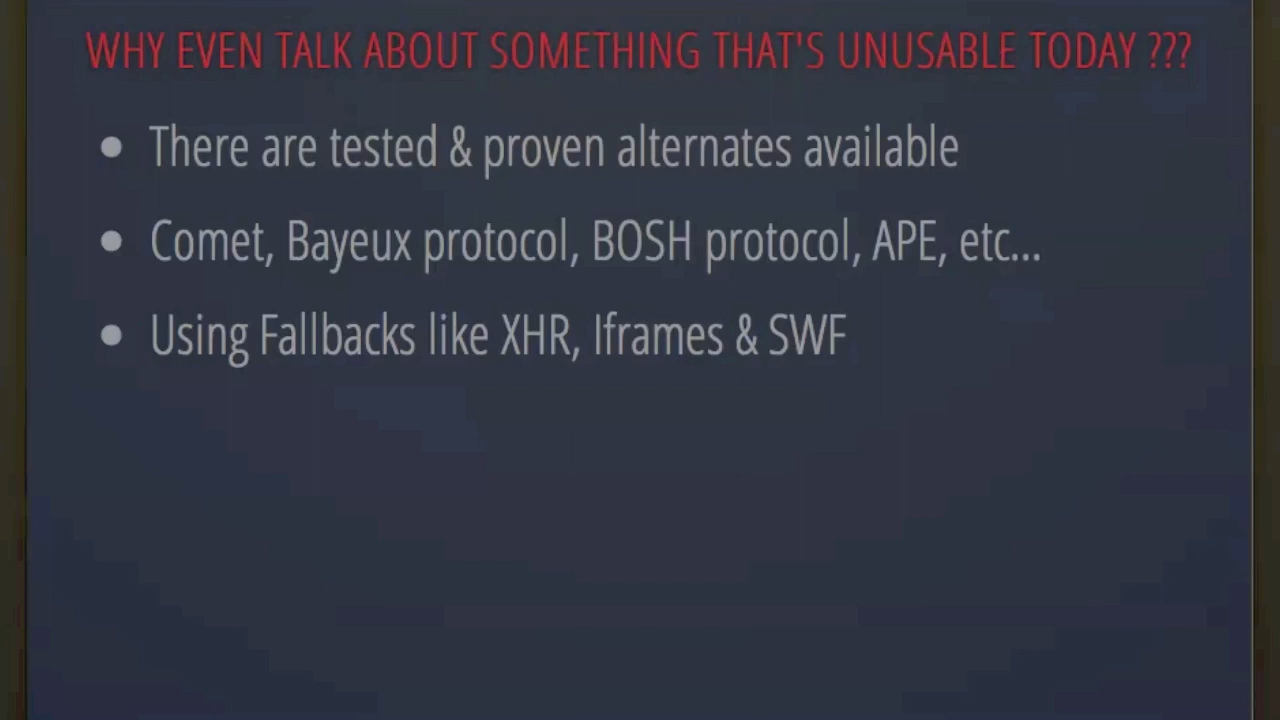 WHY EVEN TALK ABOUT SOMETHING THAT'S UNUSABLE TODAY ???
• There are tested & proven alternates available
• Comet, Bayeux protocol, BOSH protocol, APE, etc...
• Using Fallbacks like XHR, Iframes & SWF